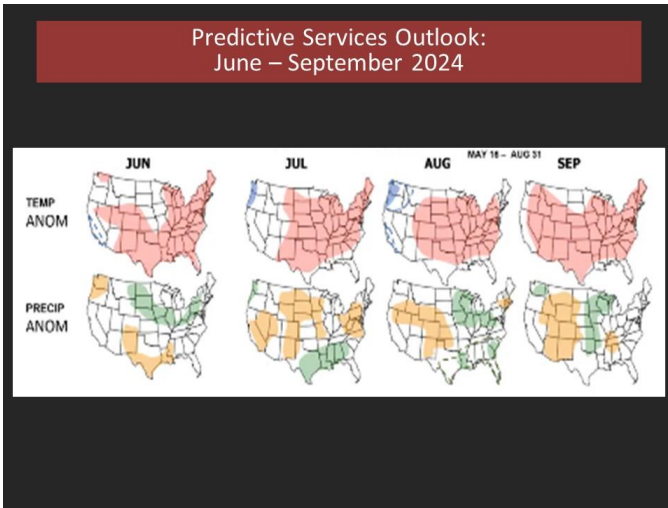 Predictive Services Outlook:
June – September 2024
MAY 16 – AUG 31
JUN
JUL
AUG
SEP
TEMP
ANOM
PRECIP
ANOM